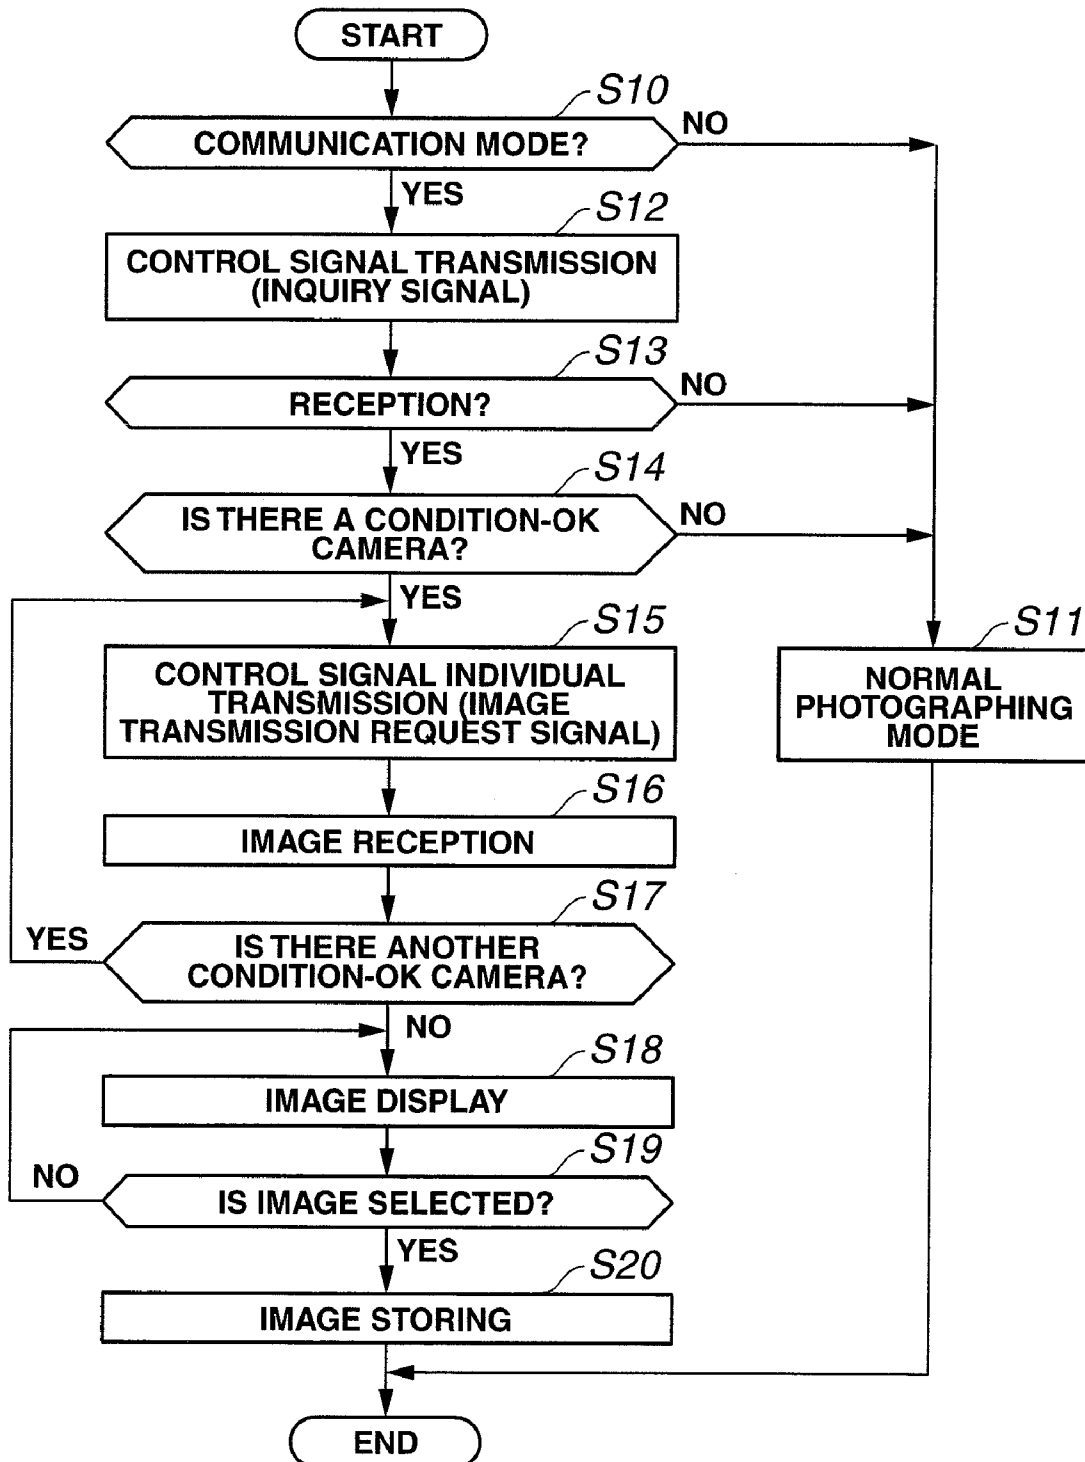 START
S10
COMMUNICATION MODE?
NO
YES
S12
CONTROL SIGNAL TRANSMISSION
(INQUIRY SIGNAL)
S13
RECEPTION?
NO
YES
S14
IS THERE A CONDITION-OK
CAMERA?
NO
YES
S15
CONTROL SIGNAL INDIVIDUAL
TRANSMISSION (IMAGE
TRANSMISSION REQUEST SIGNAL)
S11
NORMAL
PHOTOGRAPHING
MODE
S16
IMAGE RECEPTION
S17
YES
IS THERE ANOTHER
CONDITION-OK CAMERA?
NO
S18
IMAGE DISPLAY
S19
NO
IS IMAGE SELECTED?
YES
S20
IMAGE STORING
END